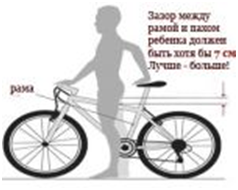 Зазор между
рамой и пахом
ребенка должен
быть хотя бы 7 см
Лучше - больше!
рама